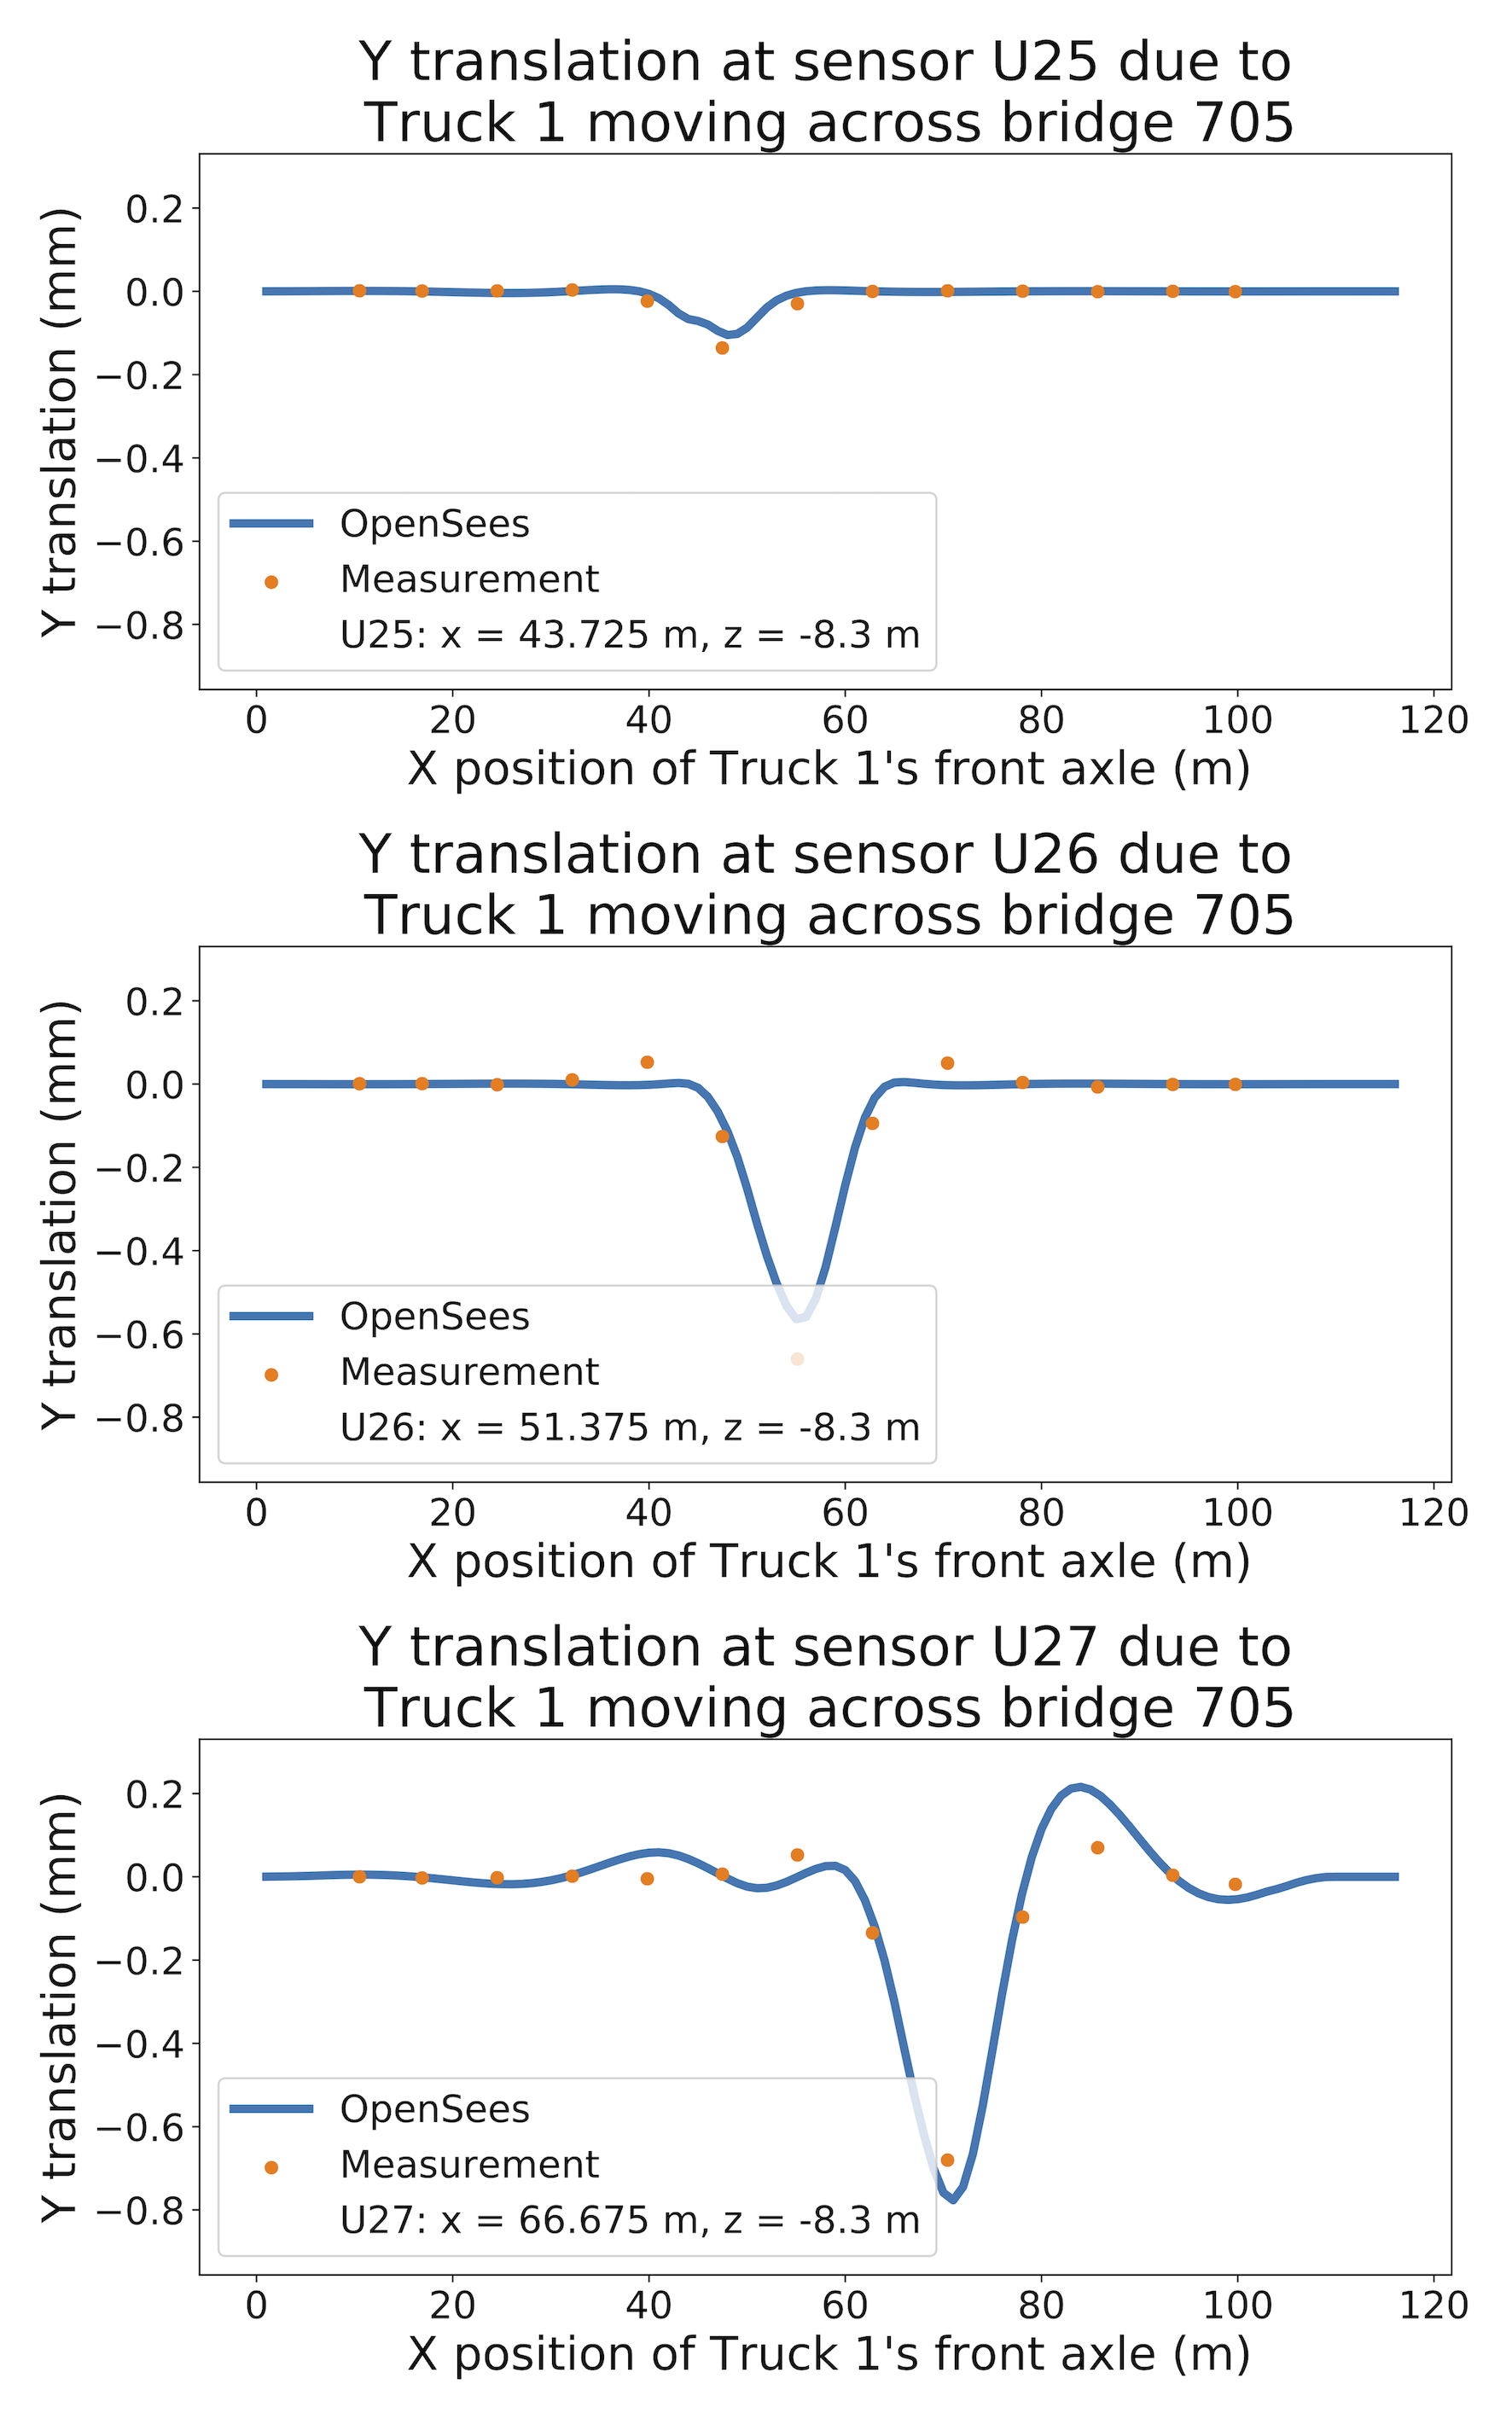 Y translation at sensor U25 due to
Truck 1 moving across bridge 705
Y translation (mm)
0.2
0.0
−0.2
−0.4
−0.6
−0.8
OpenSees
Measurement
U25: x = 43.725 m, z = -8.3 m
0 20 40 60 80 100 120
X position of Truck 1's front axle (m)
Y translation at sensor U26 due to
Truck 1 moving across bridge 705
Y translation (mm)
0.2
0.0
−0.2
−0.4
−0.6
−0.8
OpenSees
Measurement
U26: x = 51.375 m, z = -8.3 m
0 20 40 60 80 100 120
X position of Truck 1's front axle (m)
Y translation at sensor U27 due to
Truck 1 moving across bridge 705
Y translation (mm)
0.2
0.0
−0.2
−0.4
−0.6
−0.8
OpenSees
Measurement
U27: x = 66.675 m, z = -8.3 m
0 20 40 60 80 100 120
X position of Truck 1's front axle (m)